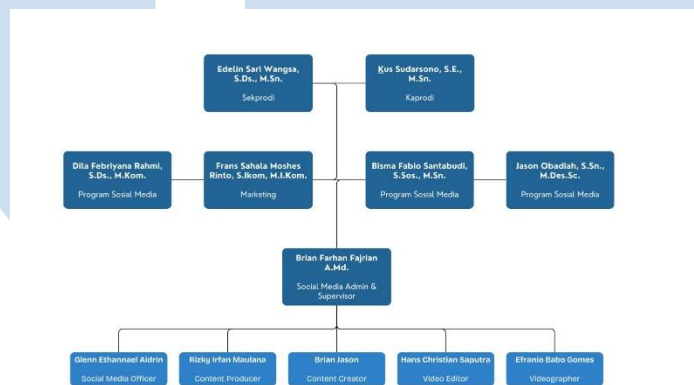 Edelin Sari Wangsa,
S.Ds., M.Sn.
Sekprodi
Kus Sudarsono, S.E.,
M.Sn.
Kaprodi
Dila Febriyana Rahmi,
S.Ds., M.Kom.
Program Sosial Media
Frans Sahala Moshes
Rinto, S.Ikom, M.I.Kom.
Marketing
Bisma Fabio Santabudi,
S.Sos., M.Sn.
Program Sosial Media
Jason Obadiah, S.Sn.,
M.Des.Sc.
Program Sosial Media
Brian Farhan Fajrian
A.Md.
Social Media Admin &
Supervisor
Glenn Ethannael Aidrin
Social Media Officer
Rizky Irfan Maulana
Content Producer
Brian Jason
Content Creator
Hans Christian Saputra
Video Editor
Efranio Babo Gomes
Videographer